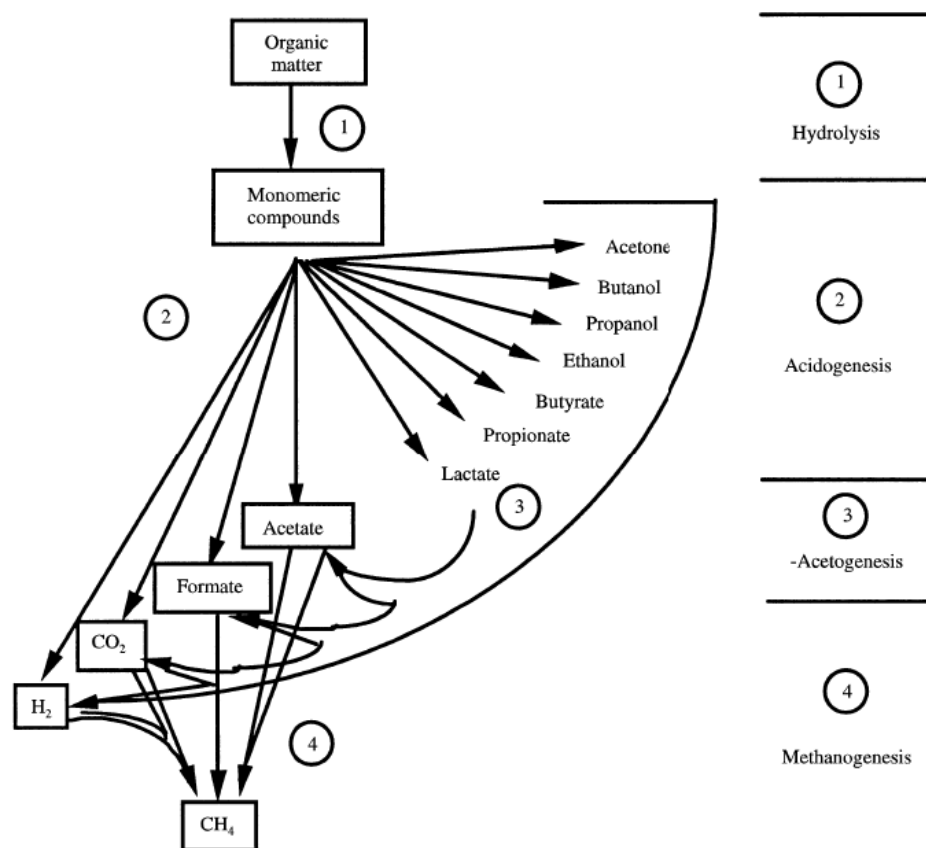 Organic
matter
1
1
Hydrolysis
Monomeric
compounds
Acetone
Butanol
2
2
Propanol
Ethanol
Acidogenesis
Butyrate
Propionate
Lactate
3
3
Acetate
-Acetogenesis
Formate
CO₂
H₂
4
4
Methanogenesis
CH₄